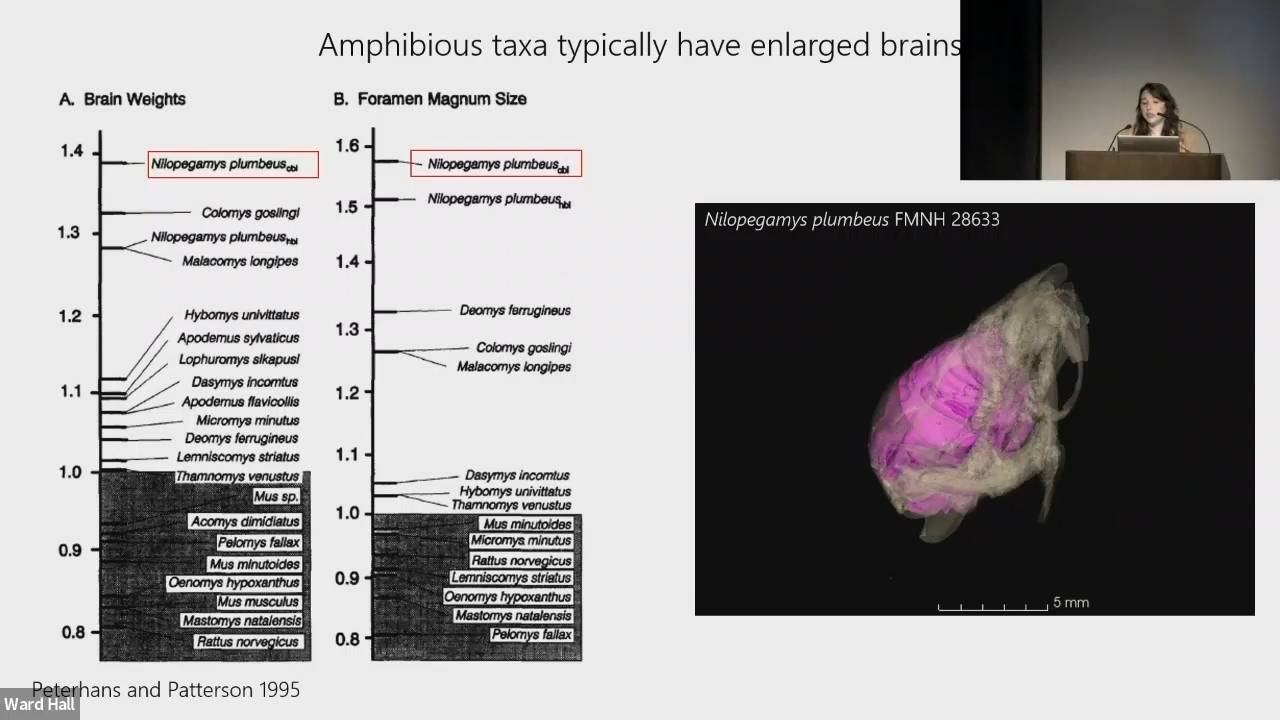 Amphibious taxa typically have enlarged brains
A. Brain Weights
1.4
Nilopegamys plumbeus obl
Colomys goslingi
1.3
Nilopegamys plumbeus hbl
Malacomys longipes
1.2
Hybomys univittatus
Apodemus sylvaticus
Lophuromys sikapusi
1.1
Dasymys incomtus
Apodemus flavicollis
Micromys minutus
Deomys ferrugineus
Lemniscomys striatus
1.0
Thamnomys venustus
Mus sp.
Acomys dimidiatus
0.9
Pelomys fallax
Mus minutoides
Oenomys hypoxanthus
Mus musculus
Mastomys natalensis
0.8
Rattus norvegicus
B. Foramen Magnum Size
1.6
Nilopegamys plumbeus obl
1.5
Nilopegamys plumbeus hbl
1.4
Deomys ferrugineus
1.3
Colomys goslingi
Malacomys longipes
1.2
1.1
Dasymys incomtus
Hybomys univittatus
Thamnomys venustus
1.0
Mus minutoides
Micromys minutus
Rattus norvegicus
0.9
Lemniscomys striatus
Oenomys hypoxanthus
Mastomys natalensis
0.8
Pelomys fallax
Nilopegamys plumbeus FMNH 28633
5 mm
Peterhans and Patterson 1995
Ward Hall